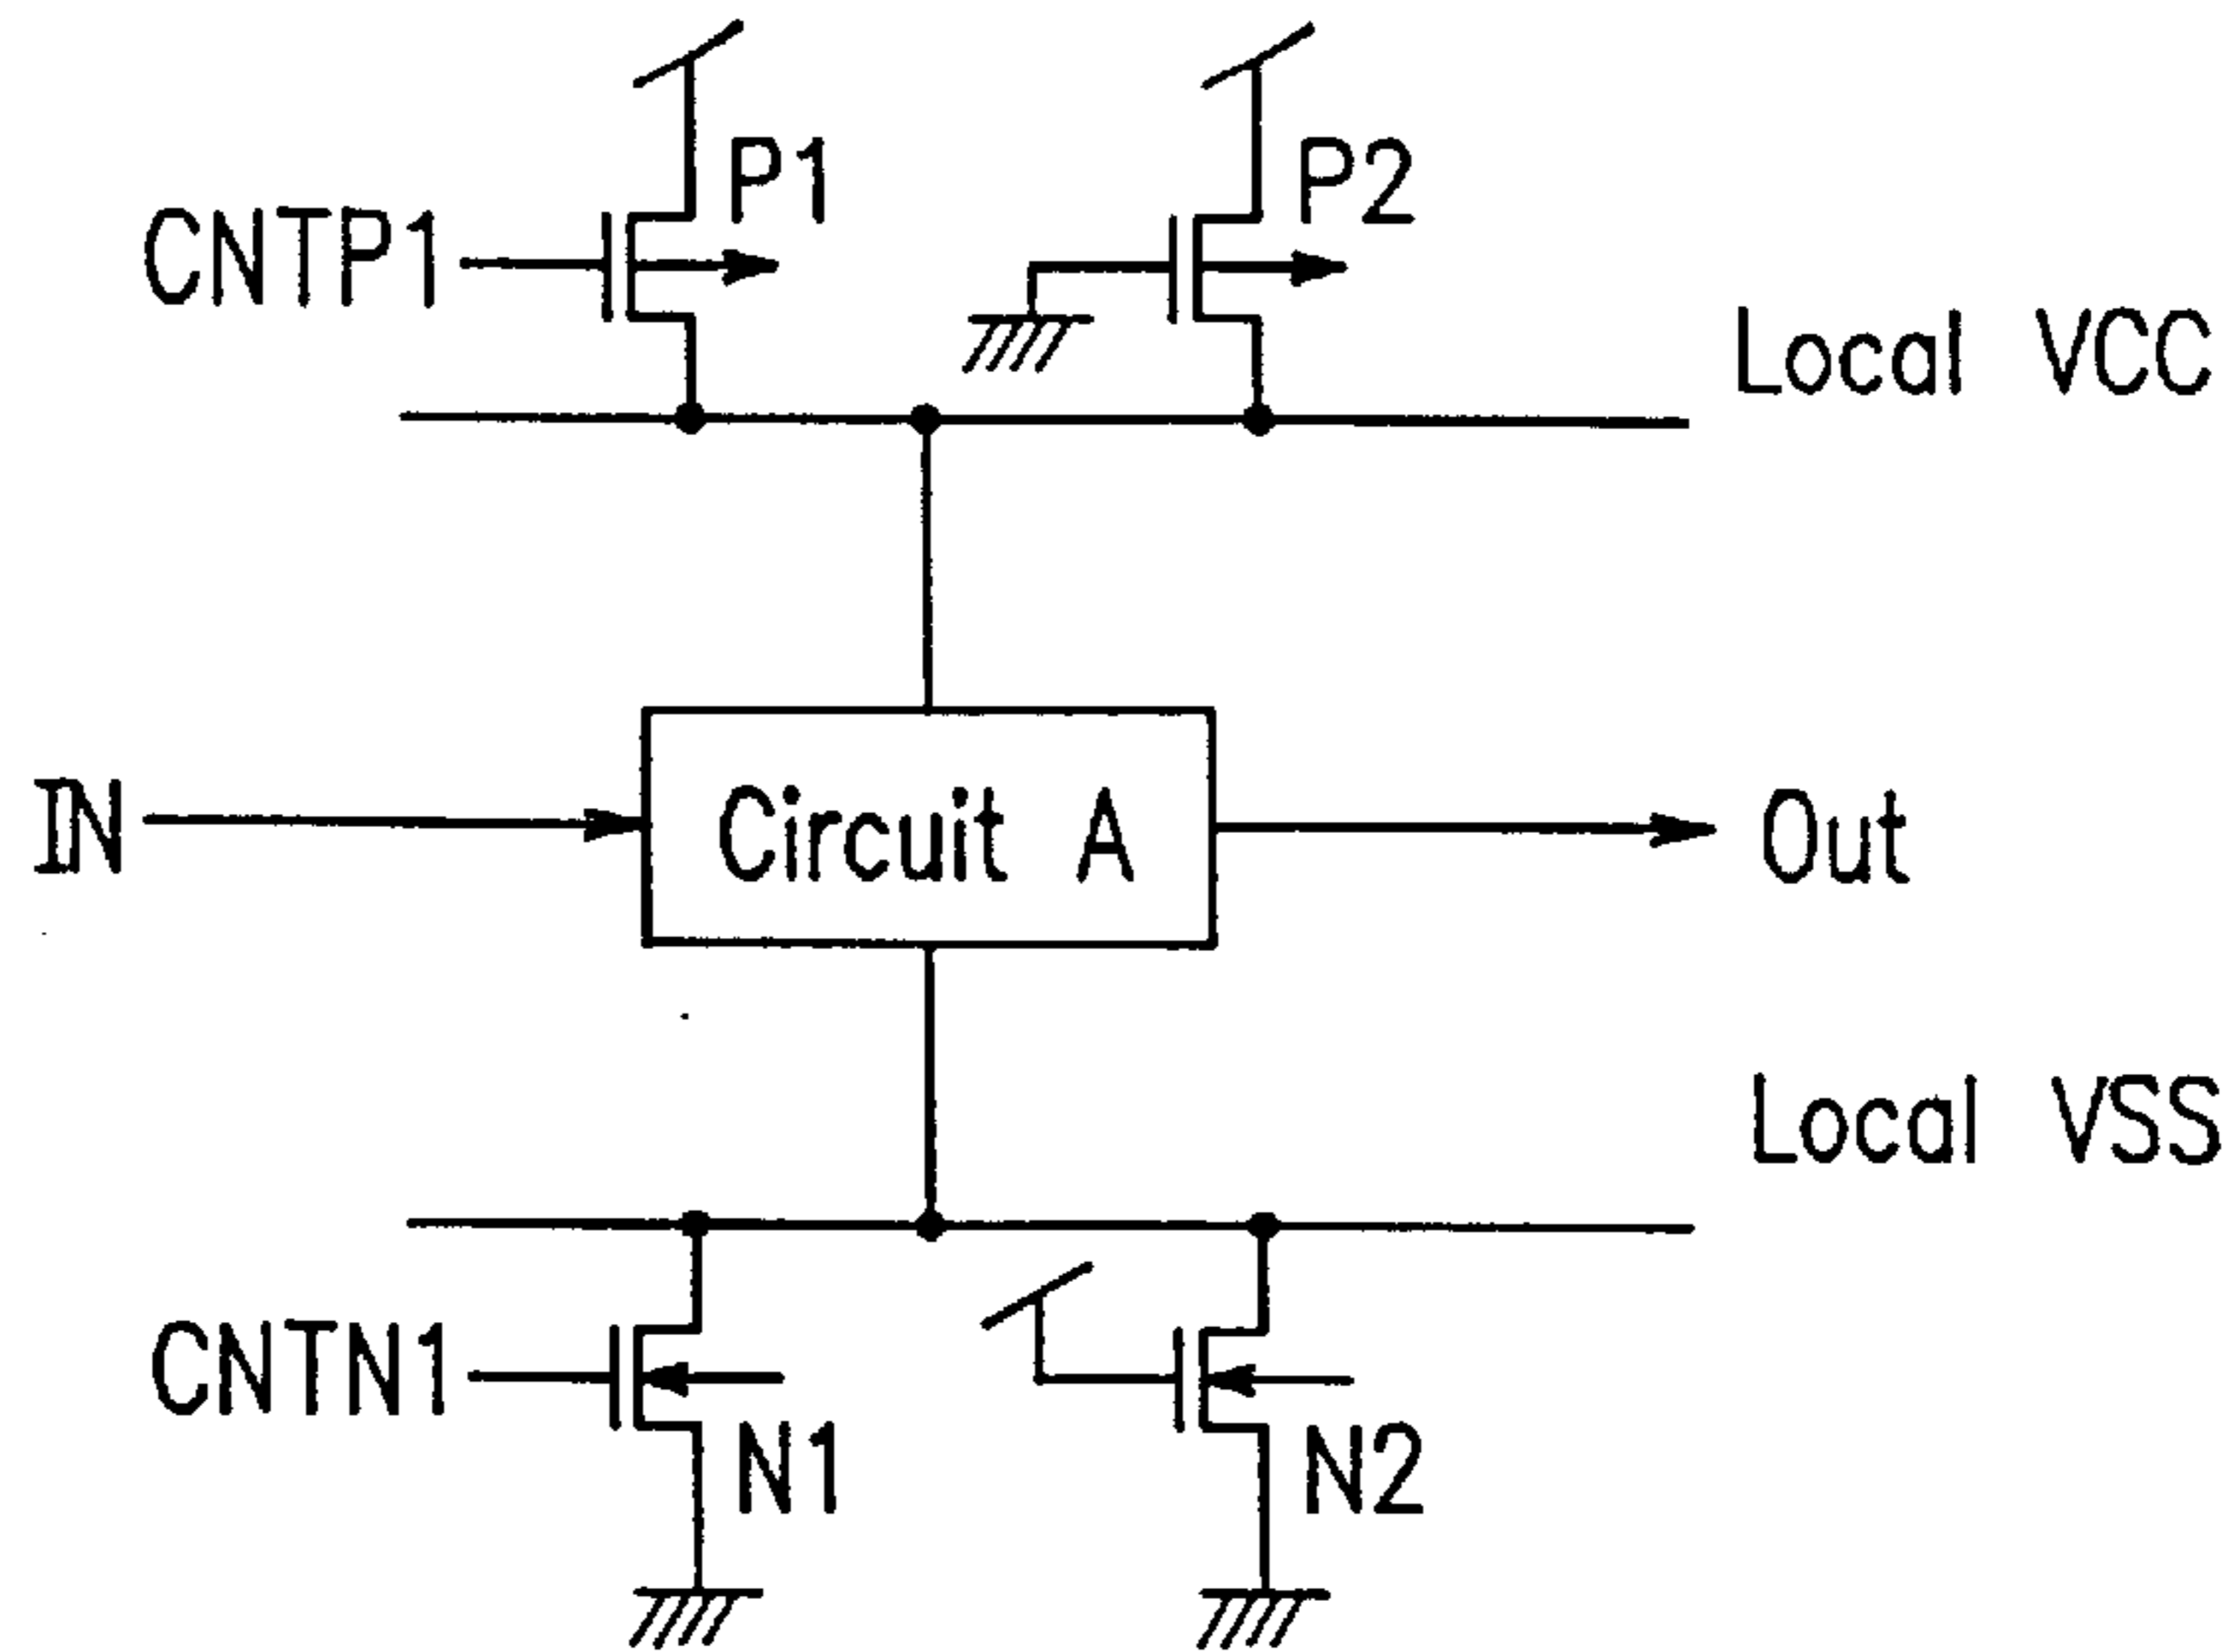 P1
P2
CNTP1
Local VCC
IN
Circuit A
Out
Local VSS
CNTN1
N1
N2